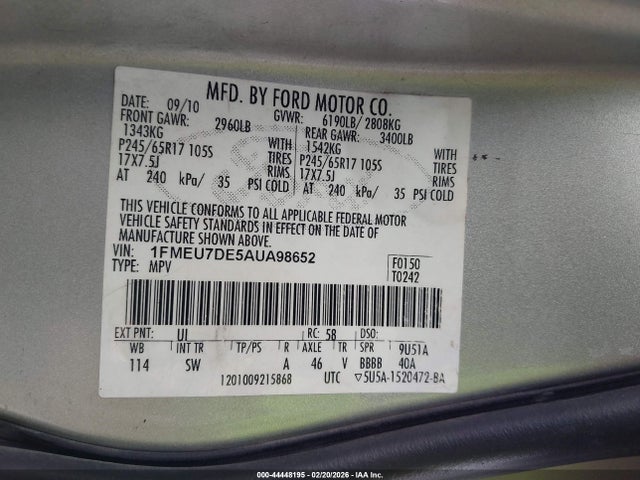 MFD. BY FORD MOTOR CO.
DATE: 09/10 GVWR: 6190LB/ 2808KG
FRONT GAWR: 2960LB REAR GAWR: 3400LB
1343KG WITH 1542KG WITH
P245/65R17 105S TIRES P245/65R17 105S TIRES
17X7.5J RIMS 17X7.5J RIMS
AT 240 kPa/ 35 PSI COLD AT 240 kPa/ 35 PSI COLD
THIS VEHICLE CONFORMS TO ALL APPLICABLE FEDERAL MOTOR
VEHICLE SAFETY STANDARDS IN EFFECT ON THE DATE OF
MANUFACTURE SHOWN ABOVE.
VIN: 1FMEU7DE5AUA98652 F0150
TYPE: MPV T0242
EXT PNT: UI RC: 58 DSO:
WB INT TR TP/PS R AXLE TR SPR 9U51A
114 SW A 46 V BBBB 40A
1201009215868 UTC ▽5U5A-1520472-BA
000-44448195 - 02/20/2026 - IAA Inc.